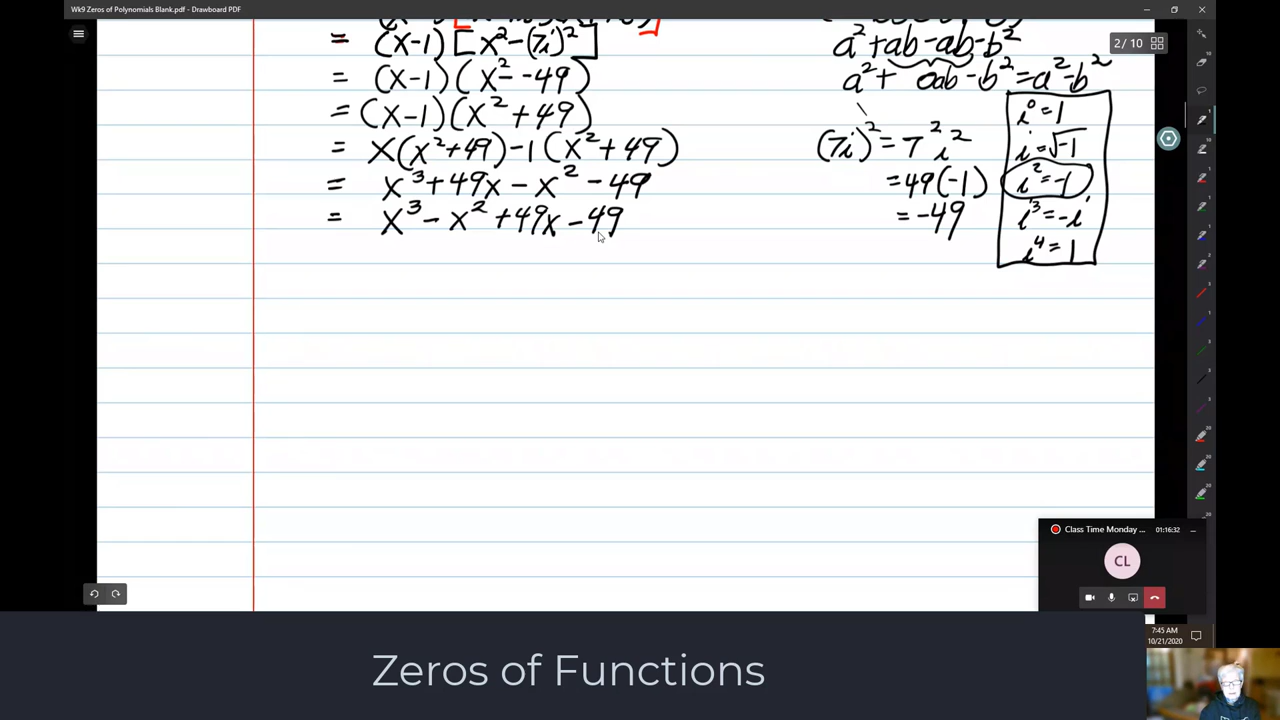 Wk9 Zeros of Polynomials Blank.pdf - Drawboard PDF
2/10
= (x-1)[x²-(7i)²]
= (x-1)(x²--49)
= (x-1)(x²+49)
= x(x²+49)-1(x²+49)
= x³+49x-x²-49
= x³-x²+49x-49
a²+ab-ab-b²
a²+ 0ab-b²=a²-b²
(7i)²=7²i²
=49(-1)
=-49
i⁰=1
i=√-1
i²=-1
i³=-i
i⁴=1
Class Time Monday ... 01:16:32
CL
Zeros of Functions
7:45 AM
10/21/2020